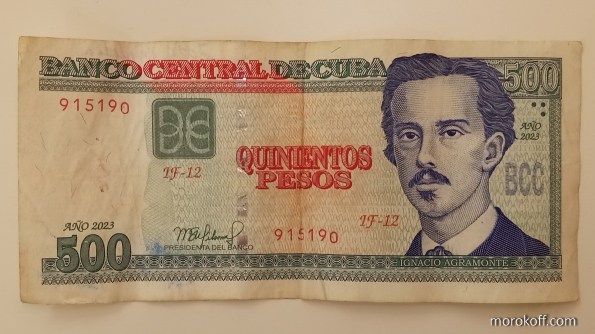 BANCO CENTRAL DE CUBA 500
915190
AÑO
2023
BCC
QUINIENTOS
PESOS
IF-12
IF-12
AÑO 2023
500
PRESIDENTA DEL BANCO
915190
IGNACIO AGRAMONTE
morokoff.com